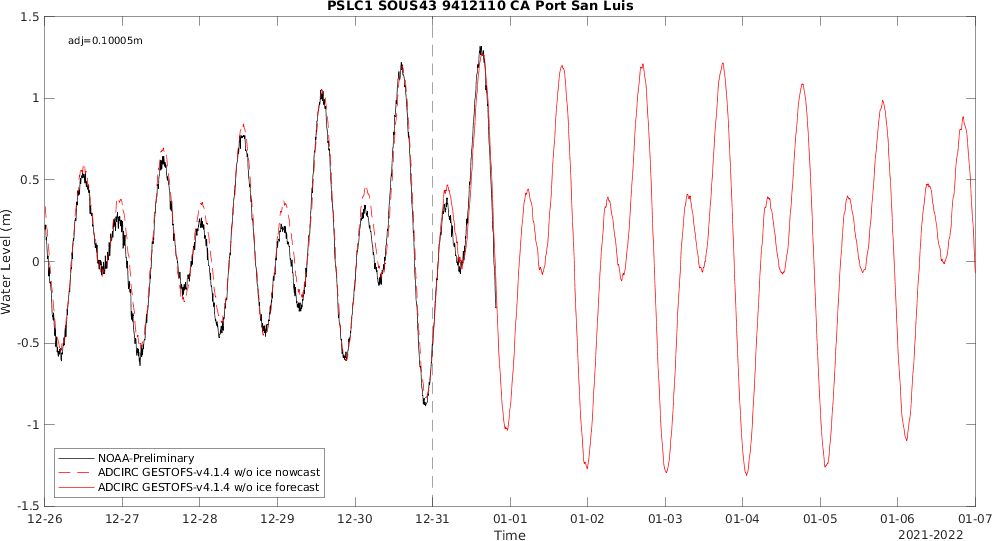 PSLC1 SOUS43 9412110 CA Port San Luis
adj=0.10005m
1.5
1
0.5
0
-0.5
-1
-1.5
Water Level (m)
NOAA-Preliminary
ADCIRC GESTOFS-v4.1.4 w/o ice nowcast
ADCIRC GESTOFS-v4.1.4 w/o ice forecast
12-26 12-27 12-28 12-29 12-30 12-31 01-01 01-02 01-03 01-04 01-05 01-06 01-07
Time
2021-2022